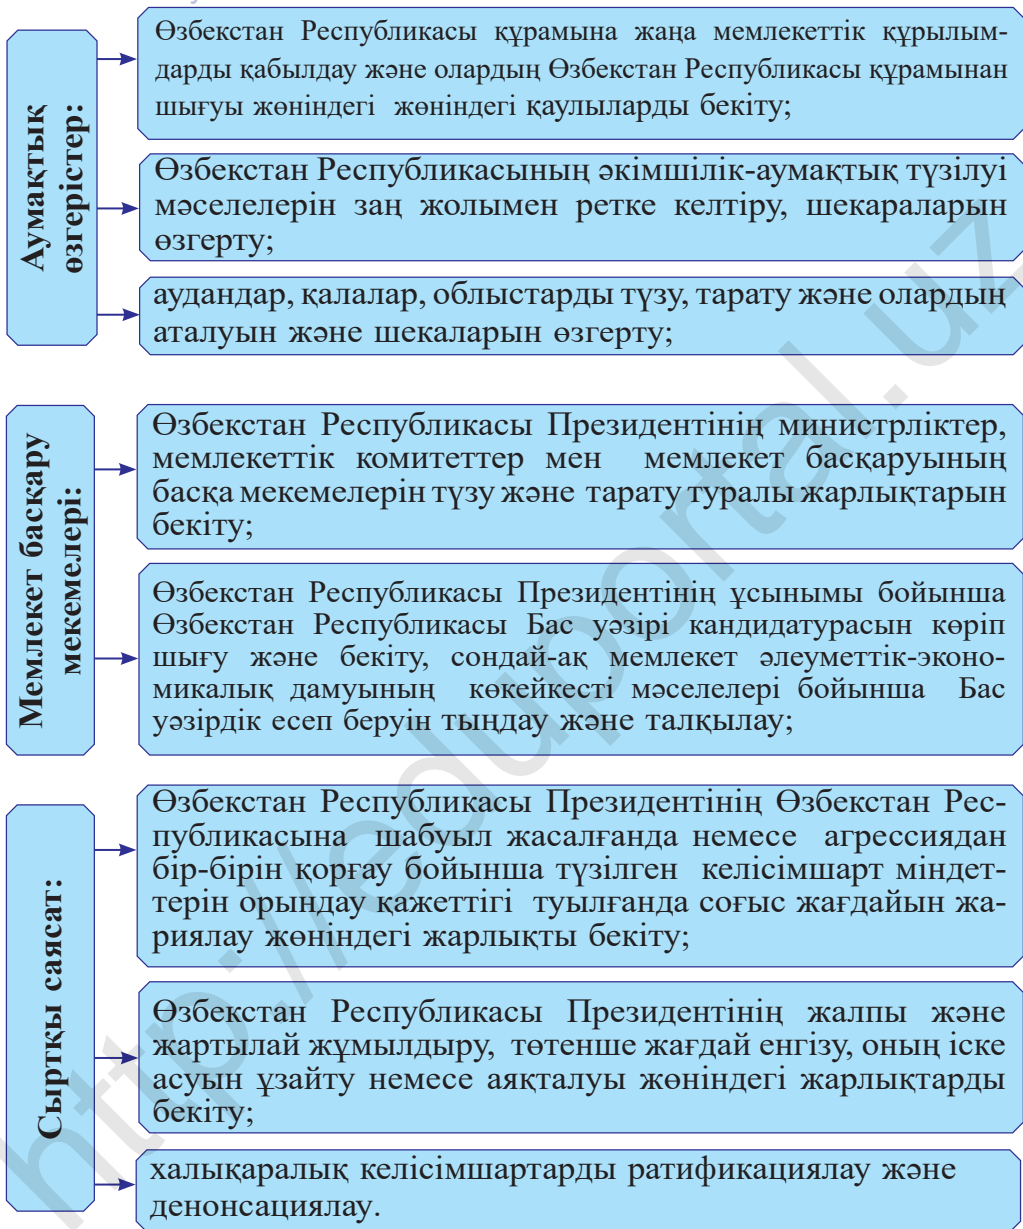 Аумақтық
өзгерістер:
Өзбекстан Республикасы құрамына жаңа мемлекеттік құрылым-
дарды қабылдау және олардың Өзбекстан Республикасы құрамынан
шығуы жөніндегі жөніндегі қаулыларды бекіту;
Өзбекстан Республикасының әкімшілік-аумақтық түзілуі
мәселелерін заң жолымен ретке келтіру, шекараларын
өзгерту;
аудандар, қалалар, облыстарды түзу, тарату және олардың
аталуын және шекаларын өзгерту;
Мемлекет басқару
мекемелері:
Өзбекстан Республикасы Президентінің министрліктер,
мемлекеттік комитеттер мен мемлекет басқаруының
басқа мекемелерін түзу және тарату туралы жарлықтарын
бекіту;
Өзбекстан Республикасы Президентінің ұсынымы бойынша
Өзбекстан Республикасы Бас уәзірі кандидатурасын көріп
шығу және бекіту, сондай-ақ мемлекет әлеуметтік-эконо-
микалық дамуының көкейкесті мәселелері бойынша Бас
уәзірдік есеп беруін тыңдау және талқылау;
Сыртқы саясат:
Өзбекстан Республикасы Президентінің Өзбекстан Рес-
публикасына шабуыл жасалғанда немесе агрессиядан
бір-бірін қорғау бойынша түзілген келісімшарт міндет-
терін орындау қажеттігі туылғанда соғыс жағдайын жа-
риялау жөніндегі жарлықты бекіту;
Өзбекстан Республикасы Президентінің жалпы және
жартылай жұмылдыру, төтенше жағдай енгізу, оның іске
асуын ұзайту немесе аяқталуы жөніндегі жарлықтарды
бекіту;
халықаралық келісімшартарды ратификациялау және
денонсациялау.
http://eduportal.uz